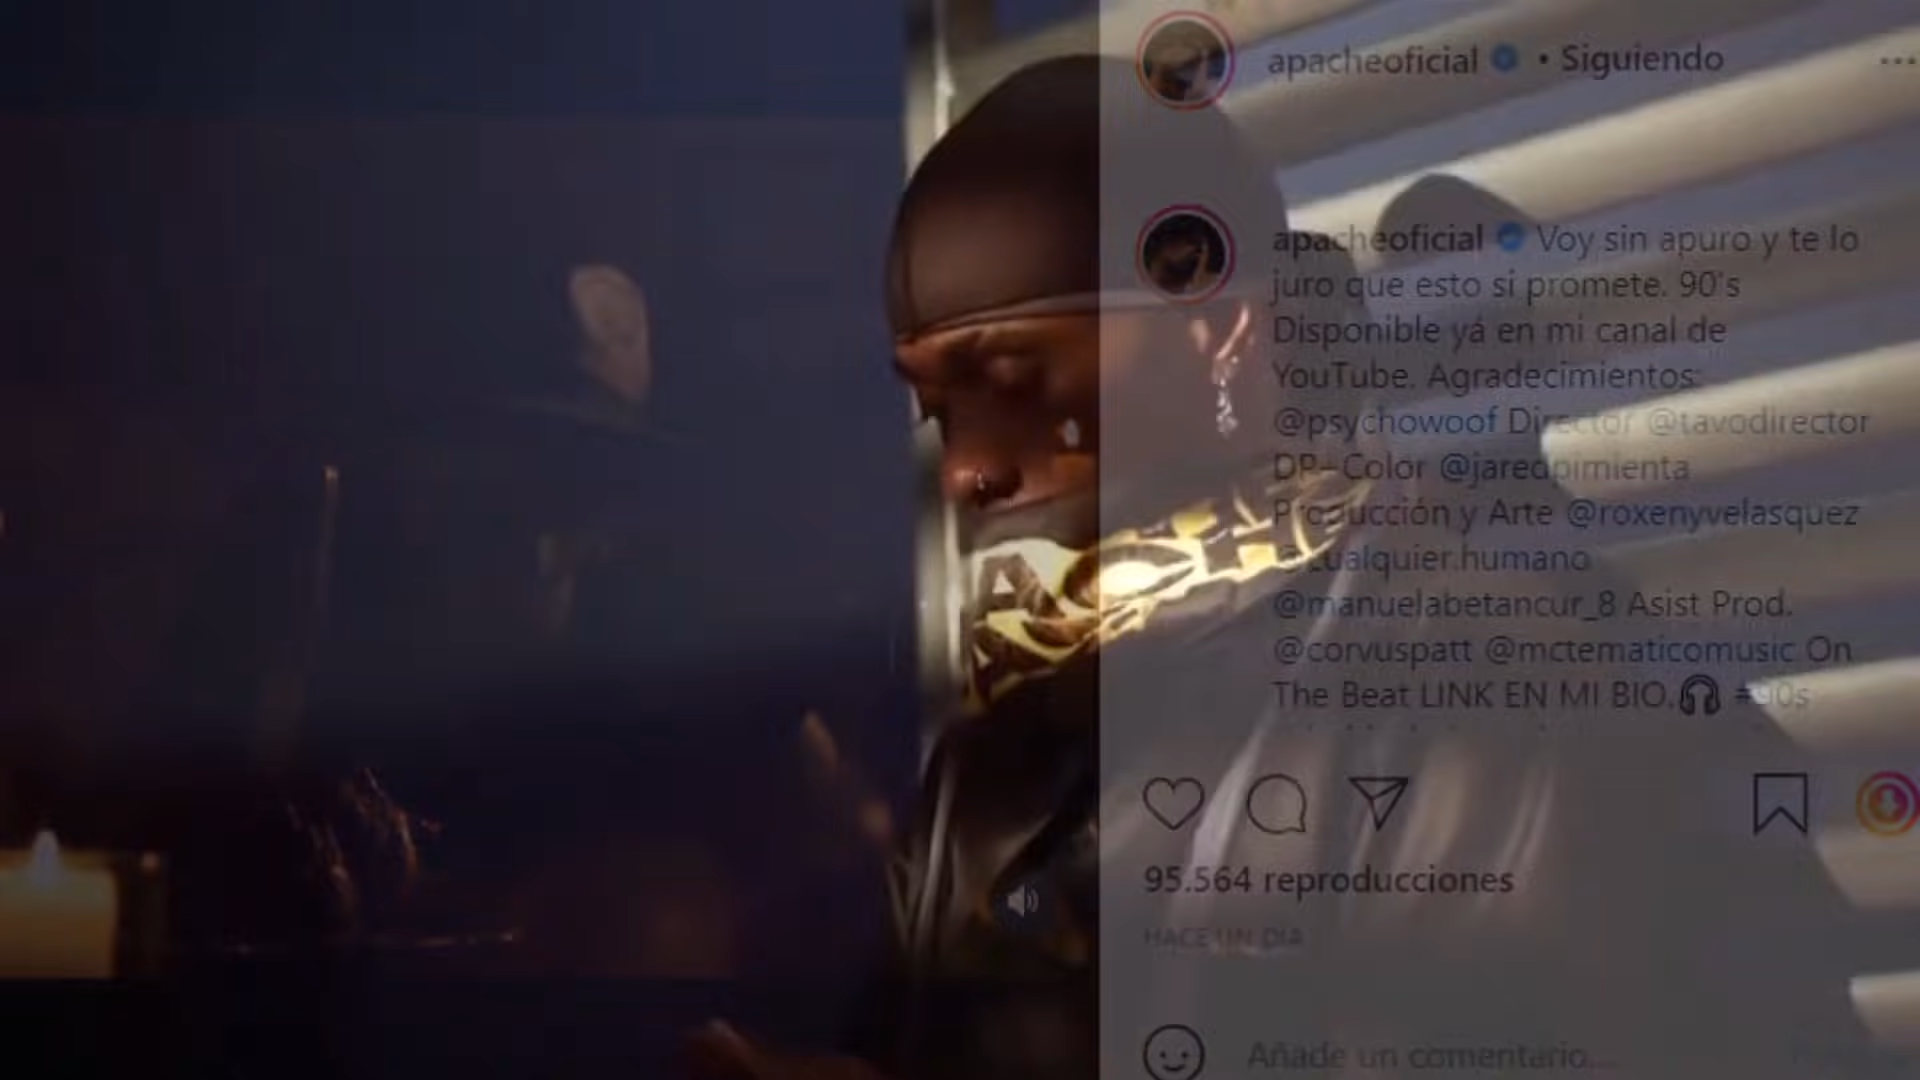 apacheoficial • Siguiendo
apacheoficial Voy sin apuro y te lo
juro que esto si promete. 90's
Disponible yá en mi canal de
YouTube. Agradecimientos:
@psychowoof Director @tavodirector
DP+Color @jaredpimienta
Producción y Arte @roxenyvelasquez
@cualquier.humano
@manuelabetancur_8 Asist Prod.
@corvuspatt @mctematicomusic On
The Beat LINK EN MI BIO. #90s
95.564 reproducciones
HACE UN DÍA
Añade un comentario...